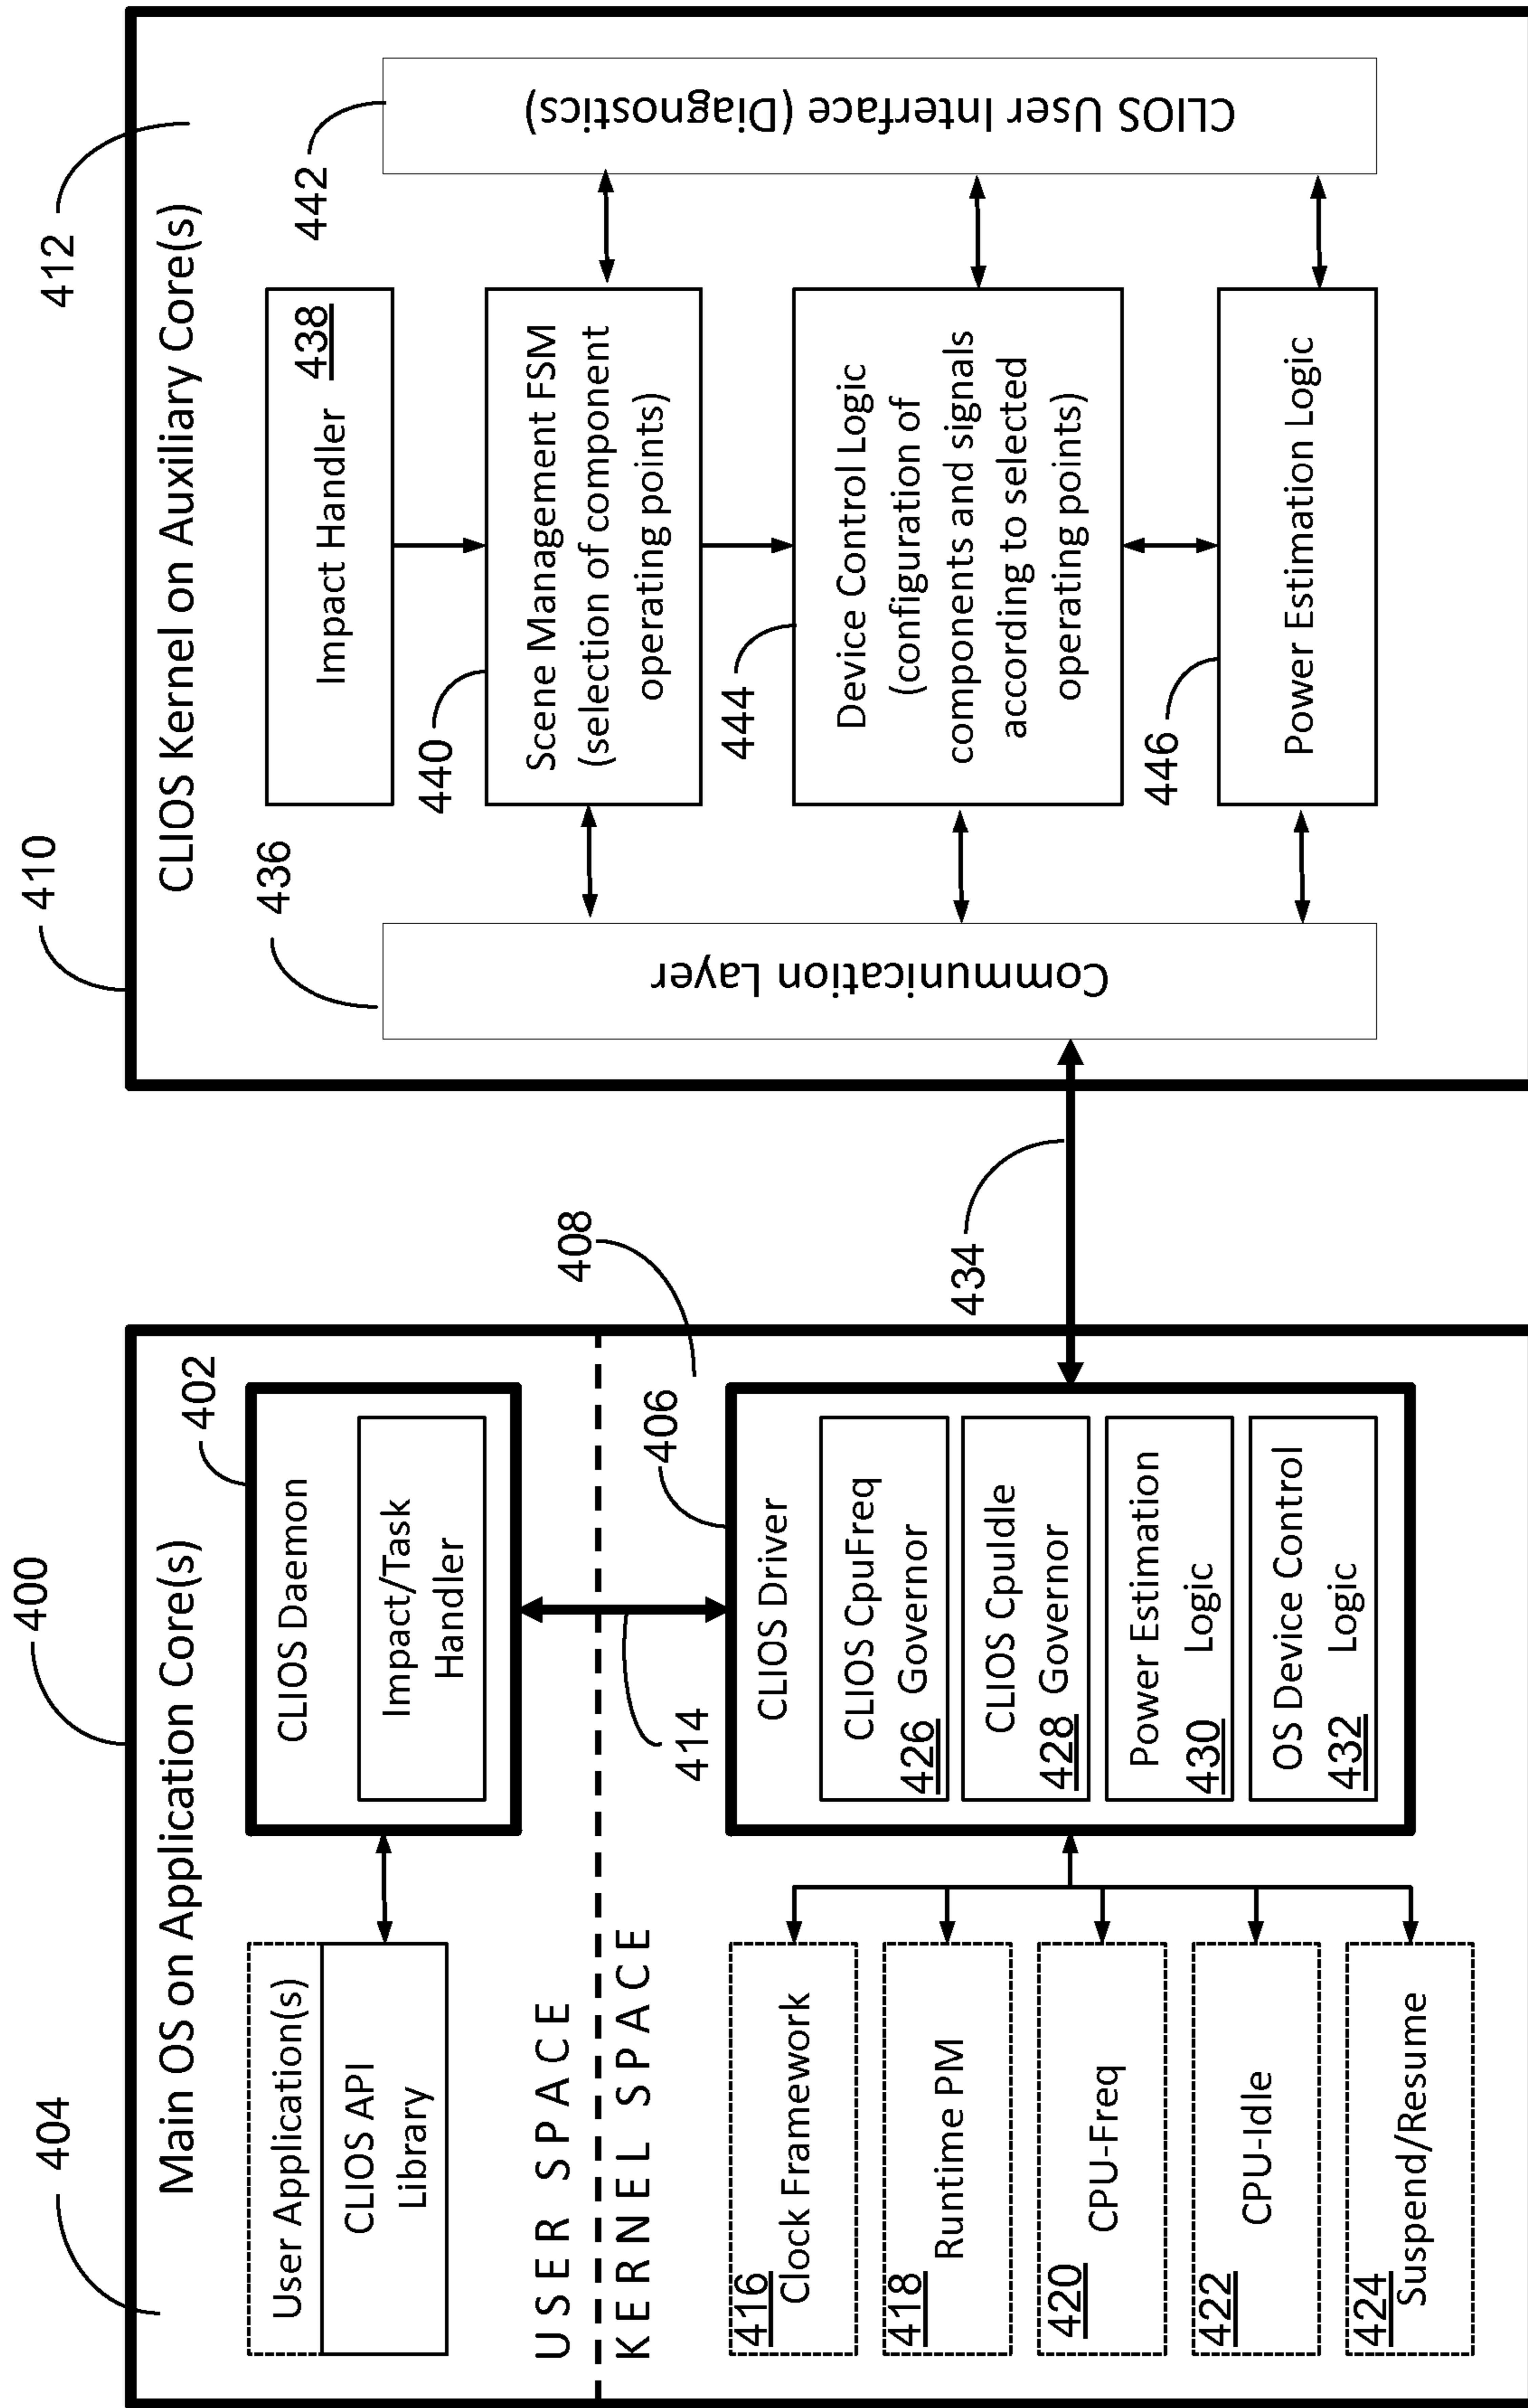 400
404
Main OS on Application Core(s)
User Application(s)
CLIOS API
Library
402
CLIOS Daemon
Impact/Task
Handler
USER SPACE
KERNEL SPACE
414
406
408
416
Clock Framework
418
Runtime PM
420
CPU-Freq
422
CPU-Idle
424
Suspend/Resume
CLIOS Driver
CLIOS CpuFreq
426 Governor
CLIOS CpuIdle
428 Governor
Power Estimation
430 Logic
OS Device Control
432 Logic
434
410
412
CLIOS Kernel on Auxiliary Core(s)
436
Communication Layer
438
Impact Handler
440
Scene Management FSM
(selection of component
operating points)
444
Device Control Logic
(configuration of
components and signals
according to selected
operating points)
446
Power Estimation Logic
442
CLIOS User Interface (Diagnostics)